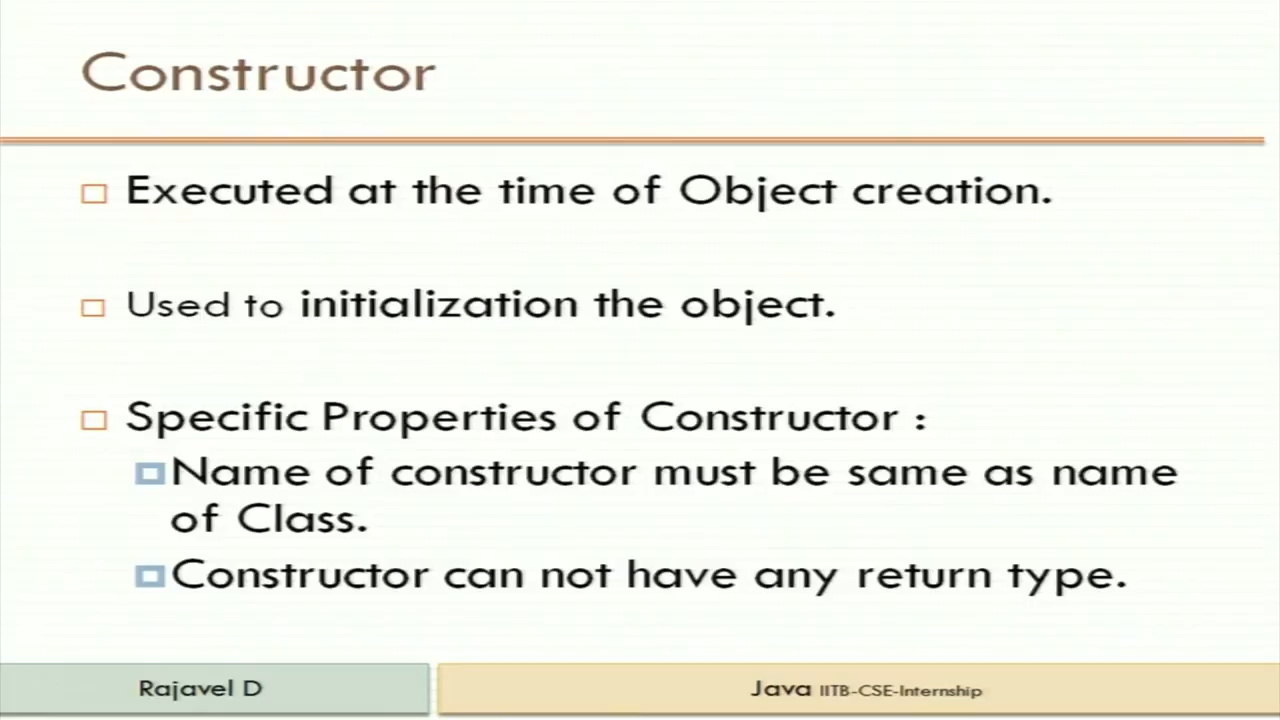 Constructor
Executed at the time of Object creation.
Used to initialization the object.
Specific Properties of Constructor :
Name of constructor must be same as name
of Class.
Constructor can not have any return type.
Rajavel D
Java IITB-CSE-Internship